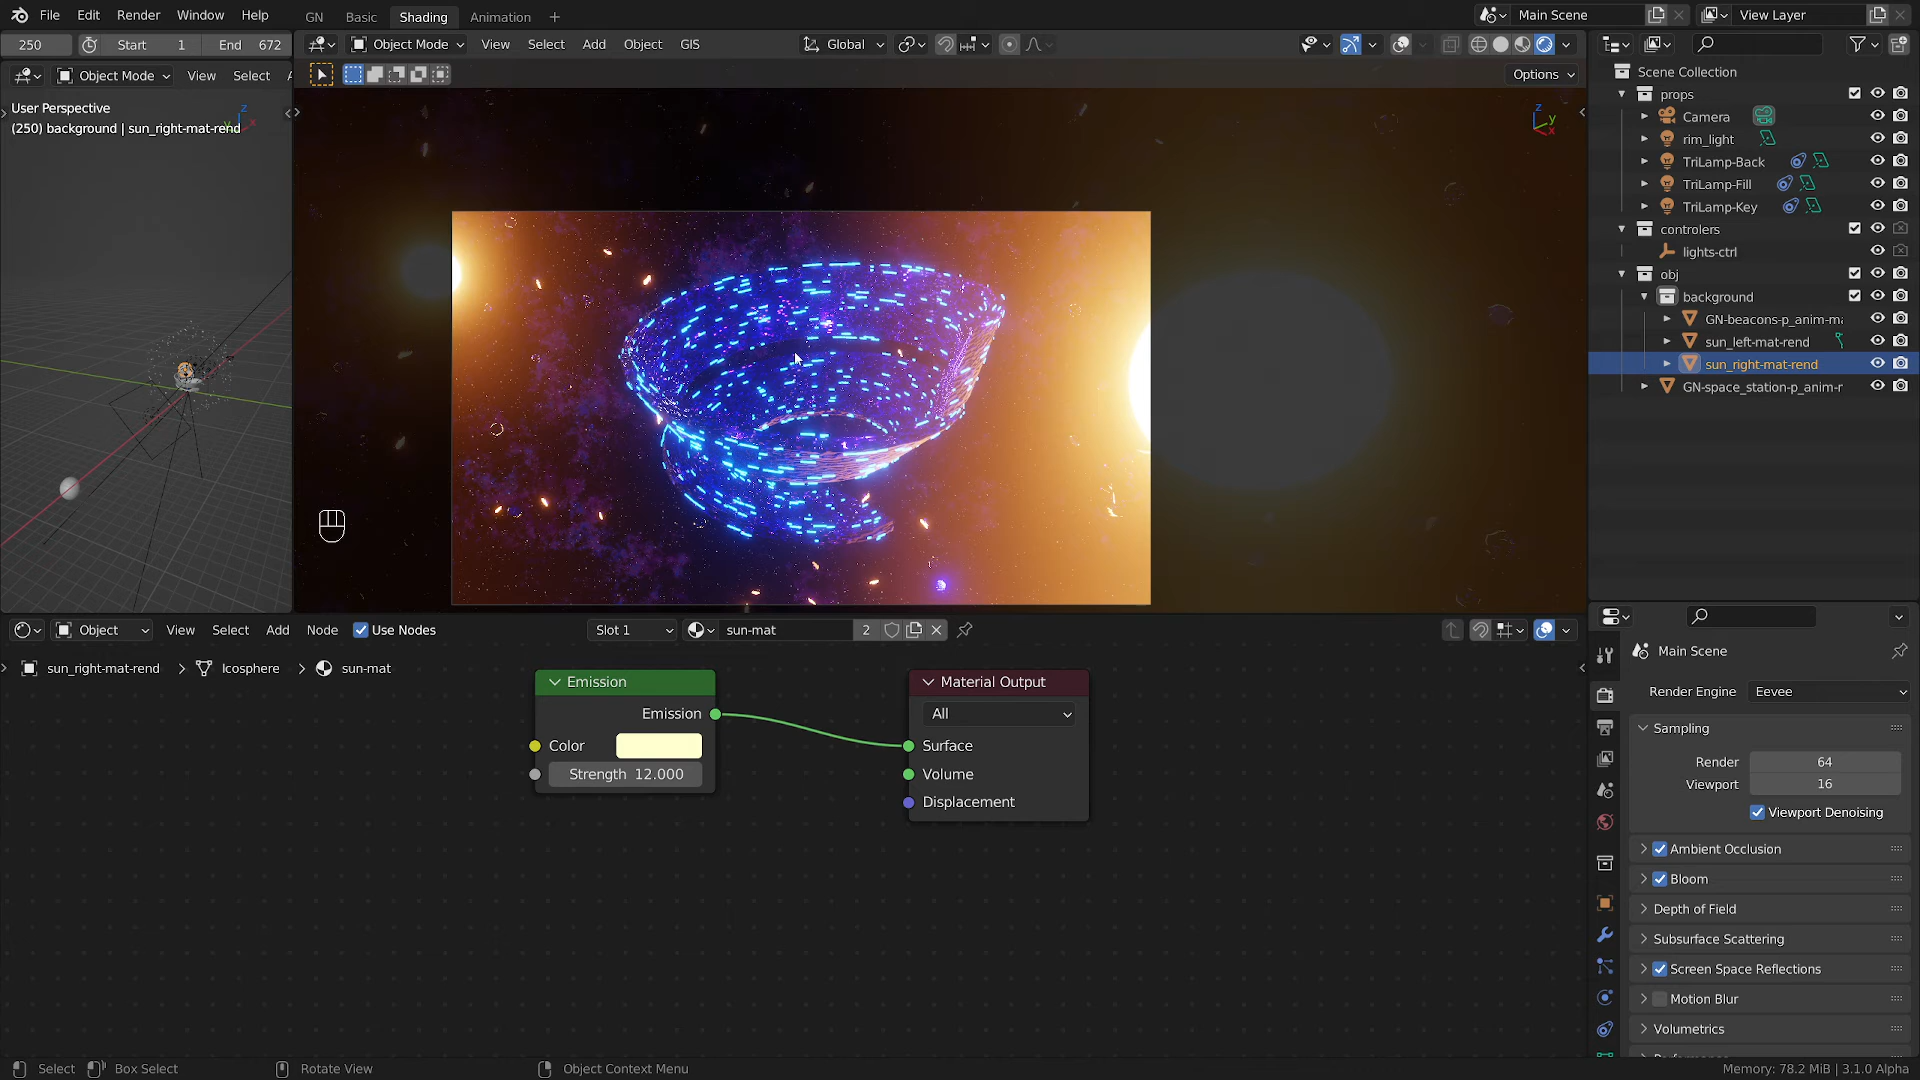 File Edit Render Window Help
GN Basic Shading Animation +
Main Scene
View Layer
250 Start 1 End 672
Object Mode View Select Add Object GIS
Global
Object Mode View Select
Options
User Perspective
(250) background | sun_right-mat-rend
Scene Collection
props
Camera
rim_light
TriLamp-Back
TriLamp-Fill
TriLamp-Key
controlers
lights-ctrl
obj
background
GN-beacons-p_anim-ma
sun_left-mat-rend
sun_right-mat-rend
GN-space_station-p_anim-r
Object View Select Add Node Use Nodes Slot 1 sun-mat 2
sun_right-mat-rend > Icosphere > sun-mat
Emission
Emission
Color
Strength 12.000
Material Output
All
Surface
Volume
Displacement
Main Scene
Render Engine Eevee
Sampling
Render 64
Viewport 16
Viewport Denoising
Ambient Occlusion
Bloom
Depth of Field
Subsurface Scattering
Screen Space Reflections
Motion Blur
Volumetrics
Select Box Select Rotate View Object Context Menu
Memory: 78.2 MiB | 3.1.0 Alpha